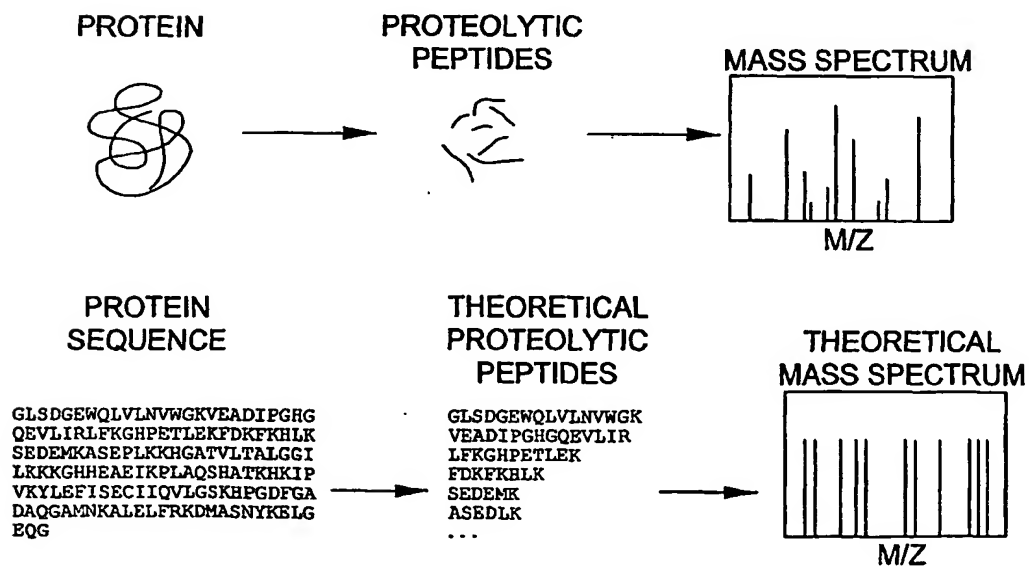 PROTEIN
PROTEOLYTIC
PEPTIDES
MASS SPECTRUM
M/Z
PROTEIN
SEQUENCE
THEORETICAL
PROTEOLYTIC
PEPTIDES
THEORETICAL
MASS SPECTRUM
GLSDGEWQLVLNVWGKVEADIPGHG
QEVLIRLFKGHPETLEKFDKFKHLK
SEDEMKASEPLKKHGATVLTALGGI
LRKKGHHEAEIKPLAQSHATKHKIP
VKYLEFISECIIQVLGSKHPGDFGA
DAQGAMNKALELFRKDMASNYKELG
EQG
GLSDGEWQLVLNVWGK
VEADIPGHGQEVLIR
LFKGHPETLEK
FDKFKHLK
SEDEMK
ASEDLK
...
M/Z